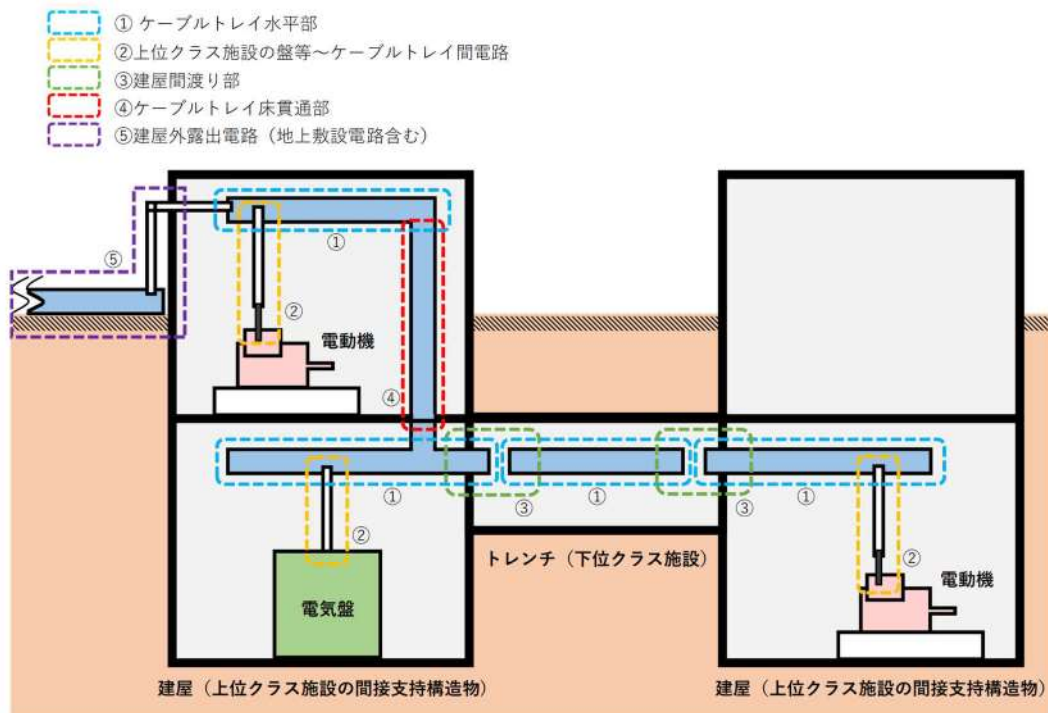 ① ケーブルトレイ水平部
②上位クラス施設の盤等～ケーブルトレイ間電路
③建屋間渡り部
④ケーブルトレイ床貫通部
⑤建屋外露出電路（地上敷設電路含む）
①
⑤
②
電動機
④
①
③
①
③
①
②
②
トレンチ（下位クラス施設）
電動機
電気盤
建屋（上位クラス施設の間接支持構造物）
建屋（上位クラス施設の間接支持構造物）